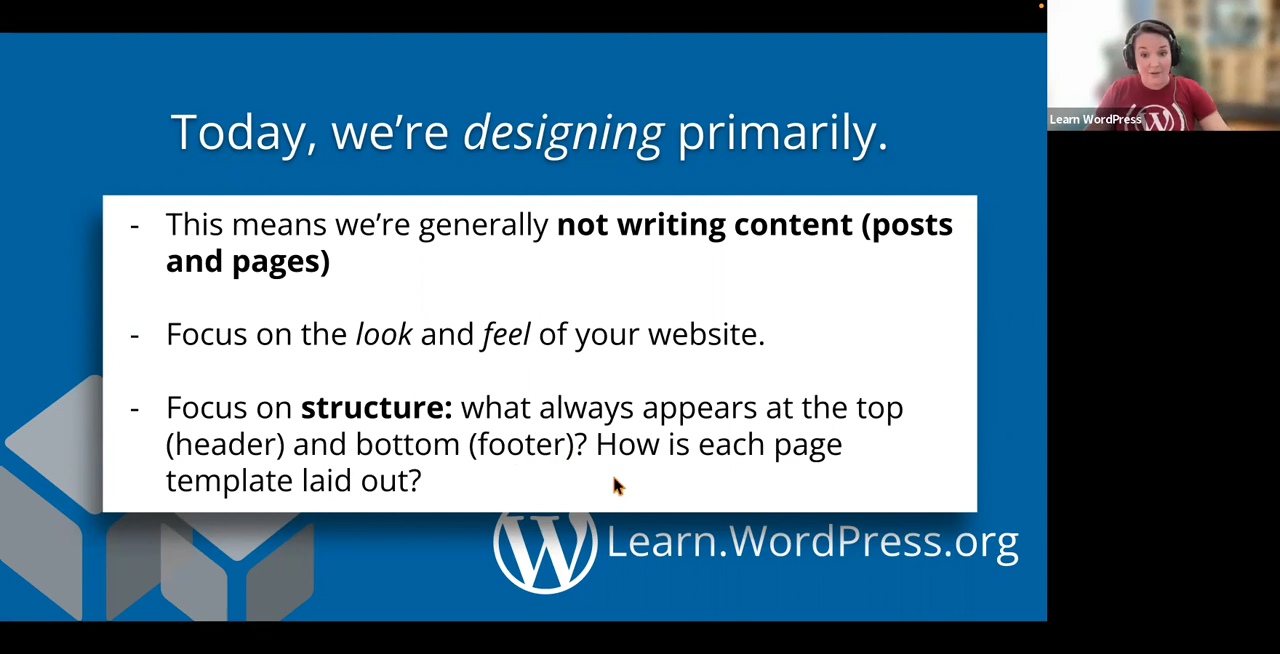 Today, we're designing primarily.
- This means we're generally not writing content (posts
and pages)
- Focus on the look and feel of your website.
- Focus on structure: what always appears at the top
(header) and bottom (footer)? How is each page
template laid out?
Learn.WordPress.org
Learn WordPress